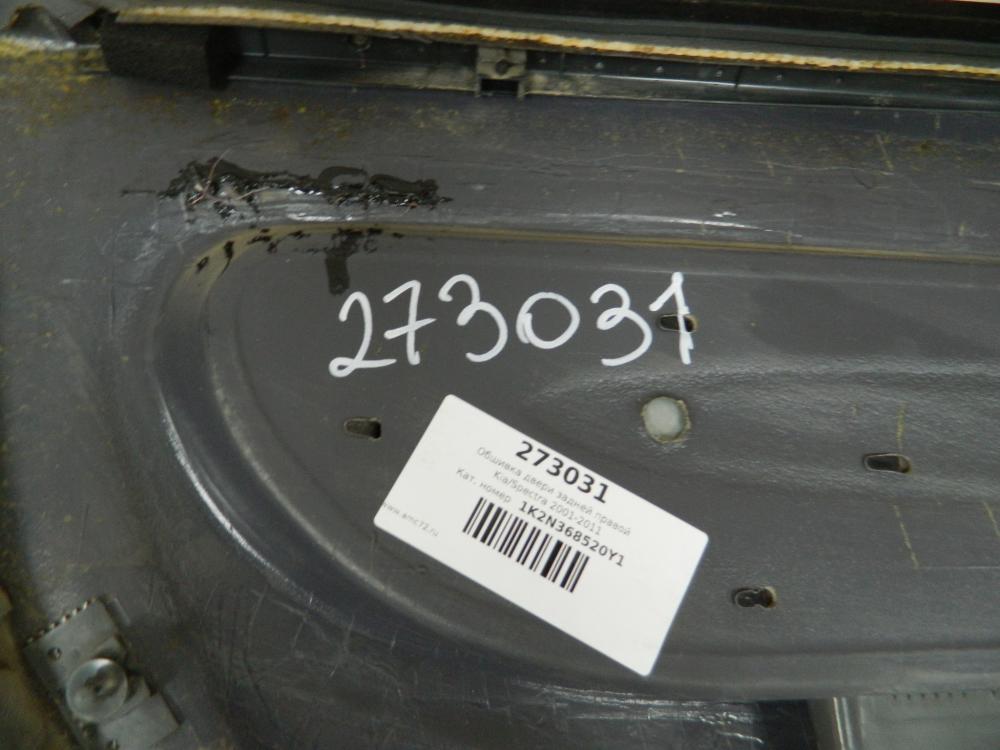 273031
273031
Обшивка двери задней правой
Kia/Spectra 2001-2011
Кат. номер 1K2N368520Y1
www.amc72.ru